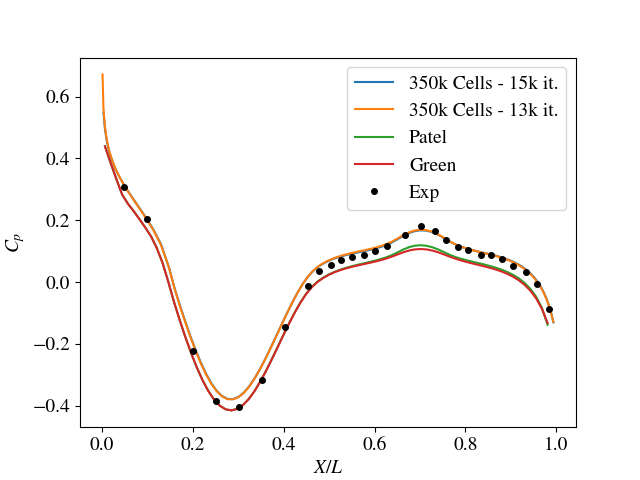 350k Cells - 15k it.
350k Cells - 13k it.
Patel
Green
Exp
0.6
0.4
0.2
0.0
−0.2
−0.4
Cp
0.0 0.2 0.4 0.6 0.8 1.0
X/L